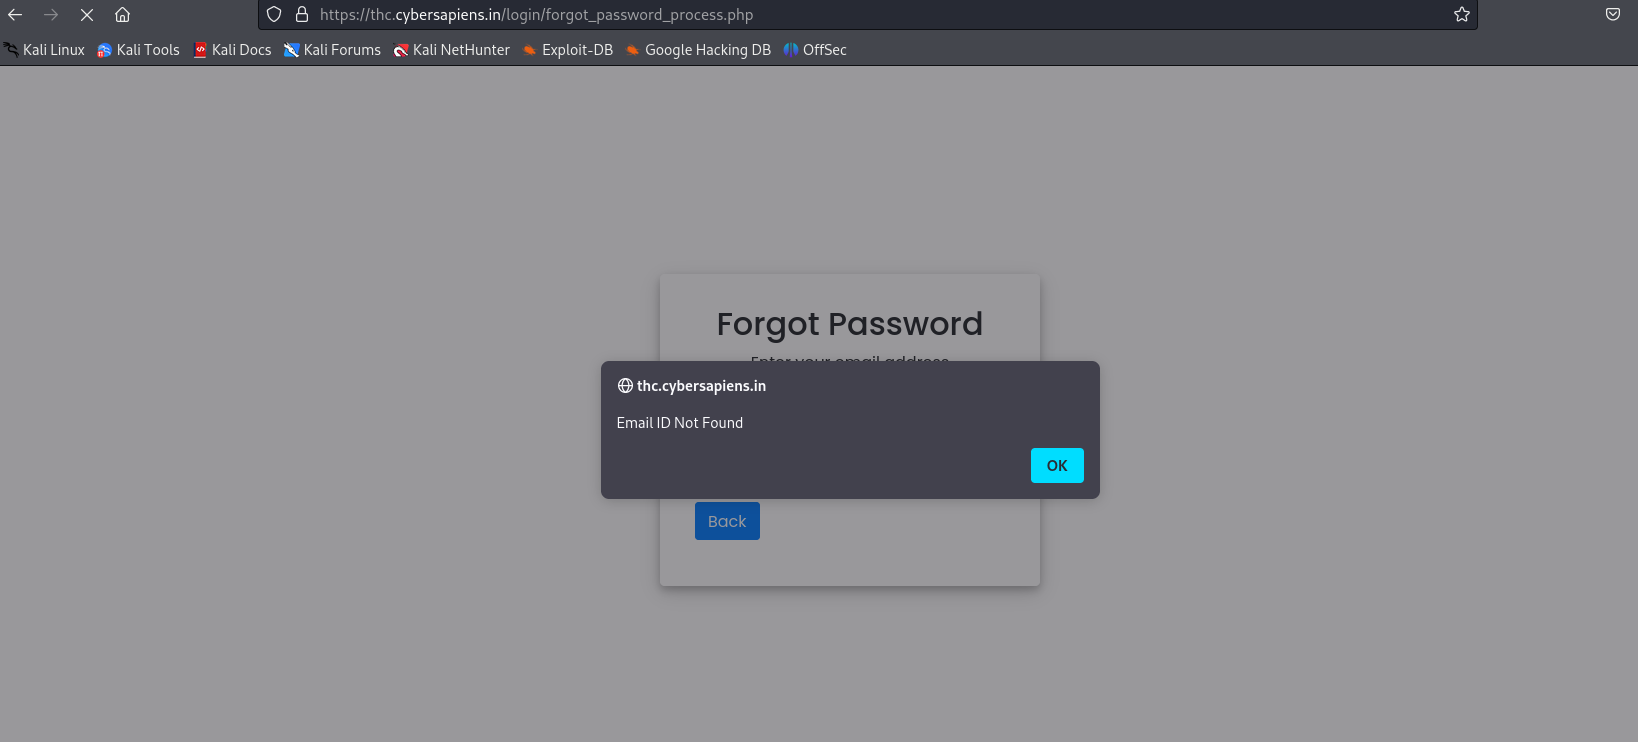 https://thc.cybersapiens.in/login/forgot_password_process.php
Kali Linux Kali Tools Kali Docs Kali Forums Kali NetHunter Exploit-DB Google Hacking DB OffSec
Forgot Password
Enter your email address
thc.cybersapiens.in
Email ID Not Found
OK
Back